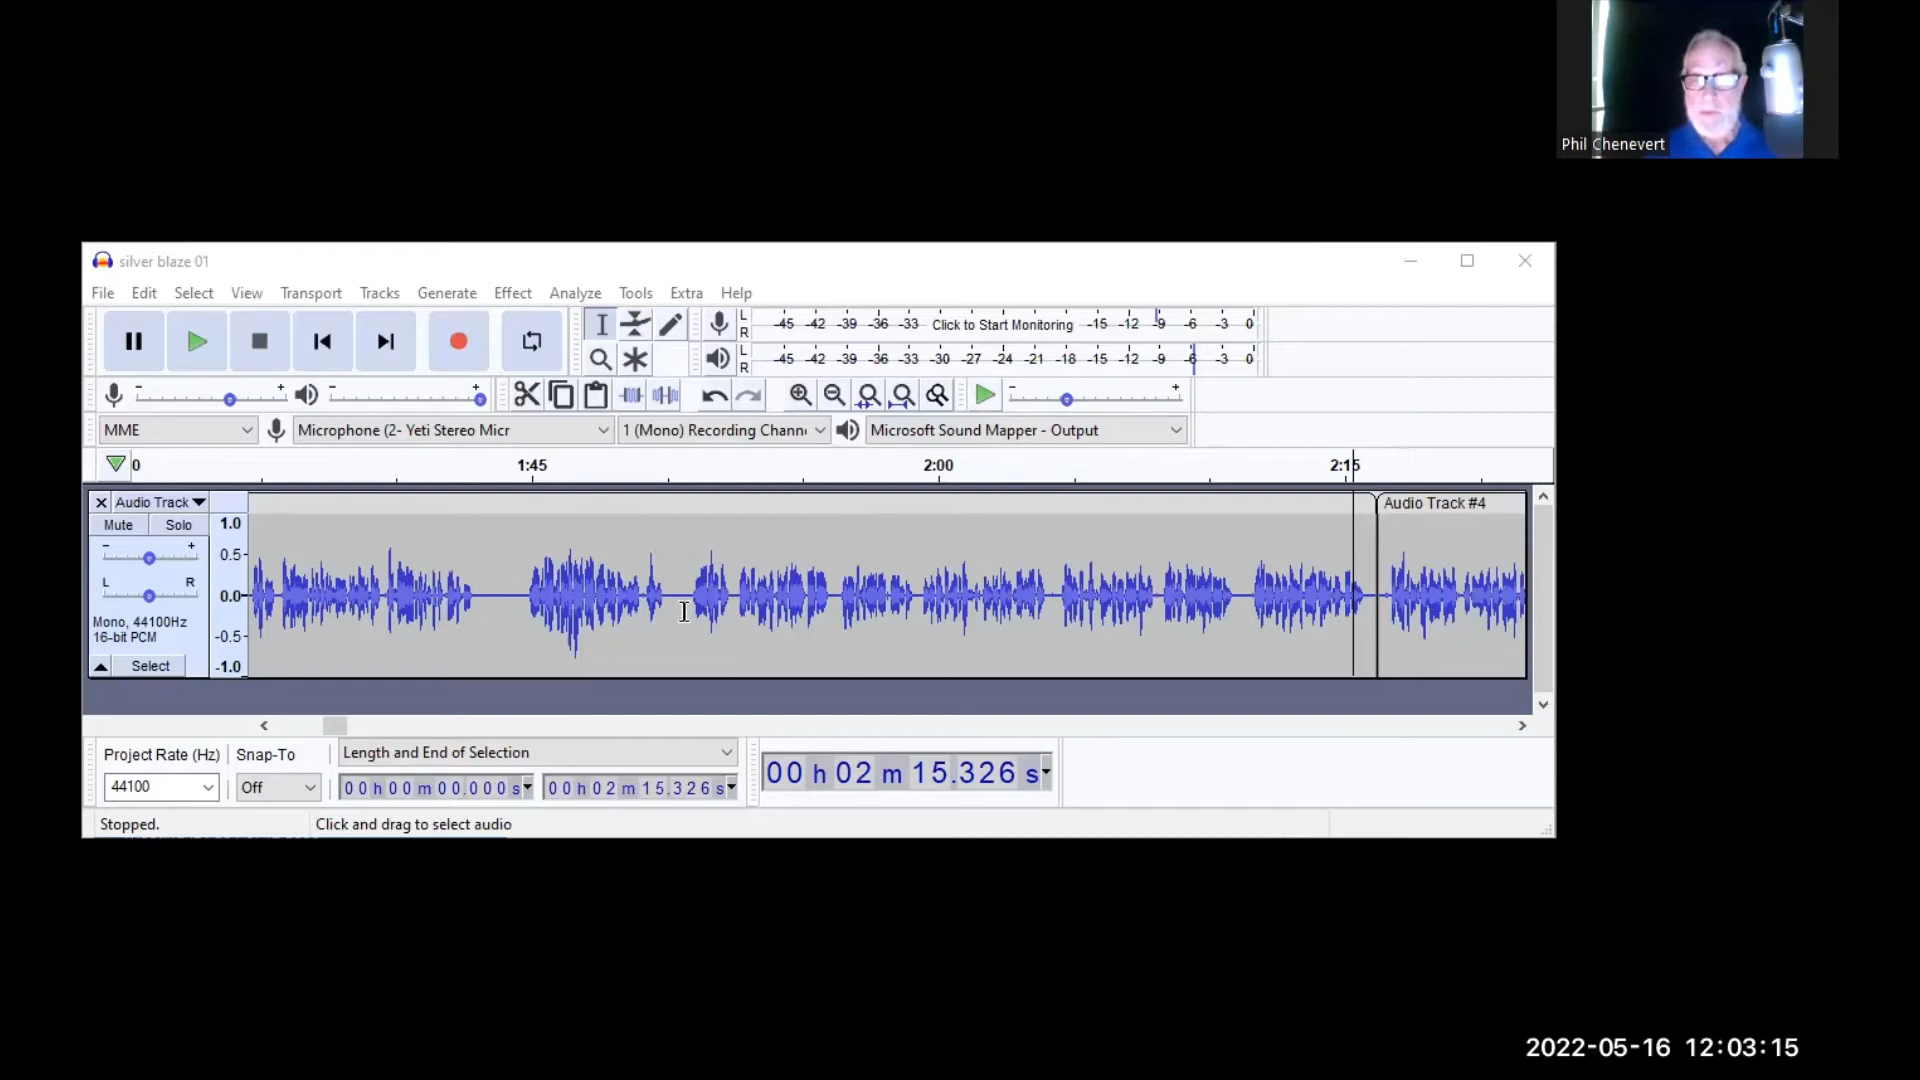 Phil Chenevert
silver blaze 01
File Edit Select View Transport Tracks Generate Effect Analyze Tools Extra Help
L R -45 -42 -39 -36 -33 Click to Start Monitoring -15 -12 -9 -6 -3 0
L R -45 -42 -39 -36 -33 -30 -27 -24 -21 -18 -15 -12 -9 -6 -3 0
- + - + - +
MME Microphone (2- Yeti Stereo Micr 1 (Mono) Recording Chann Microsoft Sound Mapper - Output
0 1:45 2:00 2:15
Audio Track Audio Track #4
Mute Solo 1.0
- + 0.5
L R 0.0
Mono, 44100Hz
16-bit PCM -0.5
Select -1.0
Project Rate (Hz) Snap-To Length and End of Selection
44100 Off 00 h 00 m 00.000 s 00 h 02 m 15.326 s 00 h 02 m 15.326 s
Stopped. Click and drag to select audio
2022-05-16 12:03:15